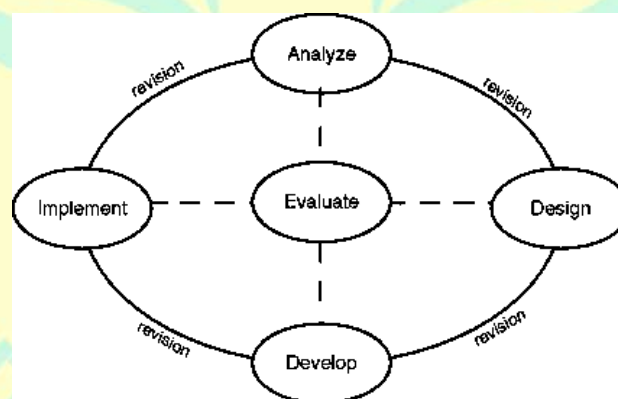 Analyze
revision
revision
Implement
Evaluate
Design
revision
revision
Develop